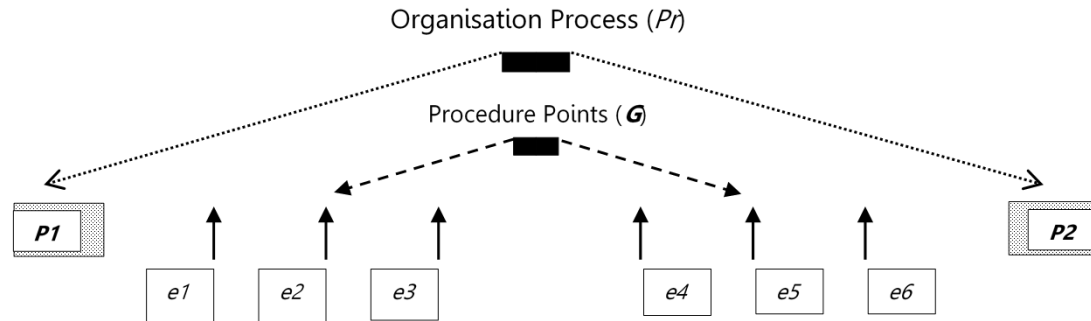 Organisation Process (Pr)
Procedure Points (G)
P1
P2
e1 e2 e3 e4 e5 e6